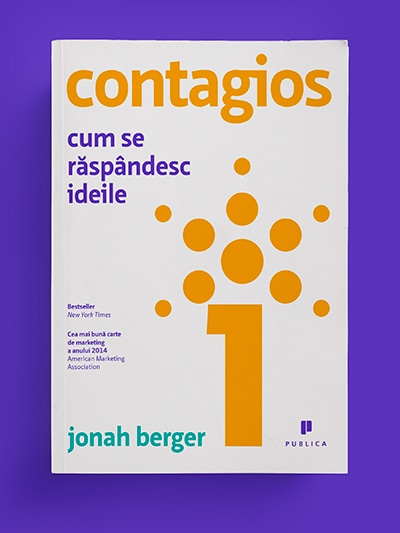 contagios
cum se
răspândesc
ideile
Bestseller
New York Times
Cea mai bună carte
de marketing
a anului 2014
American Marketing
Association
1
jonah berger
PUBLICA